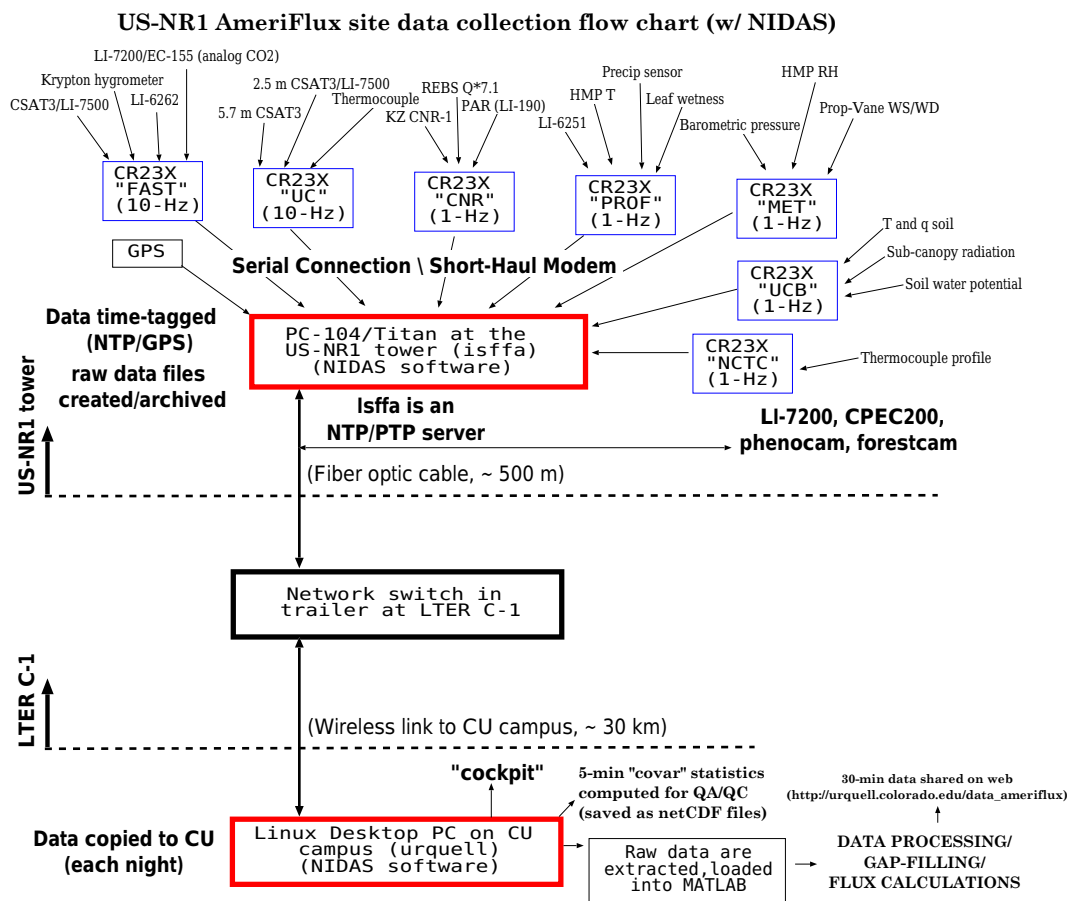 US-NR1 AmeriFlux site data collection flow chart (w/ NIDAS)
LI-7200/EC-155 (analog CO2)
Krypton hygrometer
LI-6262
CSAT3/LI-7500
2.5 m CSAT3/LI-7500
Thermocouple
5.7 m CSAT3
REBS Q*7.1
PAR (LI-190)
KZ CNR-1
Precip sensor
HMP T
Leaf wetness
LI-6251
HMP RH
Prop-Vane WS/WD
Barometric pressure
CR23X
"FAST"
(10-Hz)
CR23X
"UC"
(10-Hz)
CR23X
"CNR"
(1-Hz)
CR23X
"PROF"
(1-Hz)
CR23X
"MET"
(1-Hz)
GPS
Serial Connection \ Short-Haul Modem
T and q soil
Sub-canopy radiation
Soil water potential
CR23X
"UCB"
(1-Hz)
Data time-tagged
(NTP/GPS)
raw data files
created/archived
PC-104/Titan at the
US-NR1 tower (isffa)
(NIDAS software)
CR23X
"NCTC"
(1-Hz)
Thermocouple profile
US-NR1 tower
Isffa is an
NTP/PTP server
LI-7200, CPEC200,
phenocam, forestcam
(Fiber optic cable, ~ 500 m)
Network switch in
trailer at LTER C-1
LTER C-1
(Wireless link to CU campus, ~ 30 km)
"cockpit"
5-min "covar" statistics
computed for QA/QC
(saved as netCDF files)
30-min data shared on web
(http://urquell.colorado.edu/data_ameriflux)
Data copied to CU
(each night)
Linux Desktop PC on CU
campus (urquell)
(NIDAS software)
Raw data are
extracted,loaded
into MATLAB
DATA PROCESSING/
GAP-FILLING/
FLUX CALCULATIONS